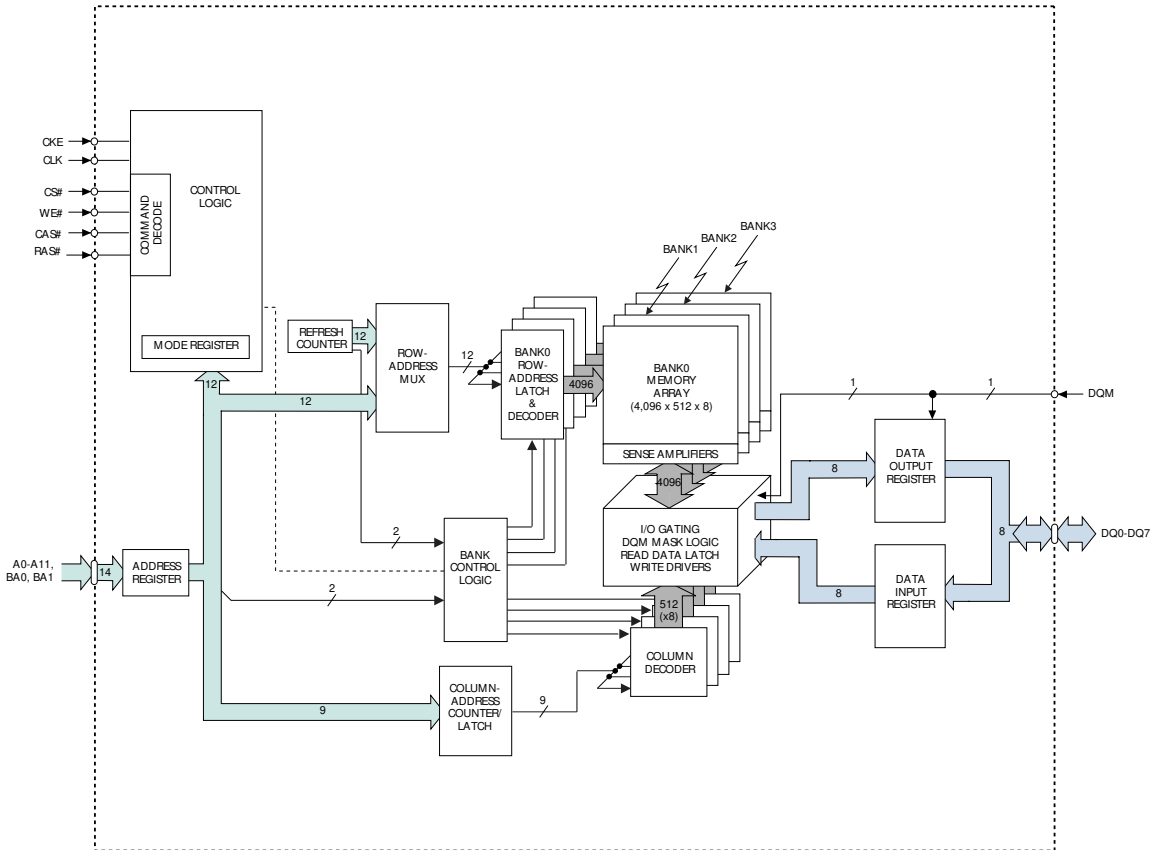 CKE
CLK
CS#
WE#
CAS#
RAS#
COMMAND
DECODE
CONTROL
LOGIC
MODE REGISTER
12
REFRESH
COUNTER
12
12
ROW-
ADDRESS
MUX
12
BANK0
ROW-
ADDRESS
LATCH
&
DECODER
4096
BANK1
BANK2
BANK3
BANK0
MEMORY
ARRAY
(4,096 x 512 x 8)
SENSE AMPLIFIERS
4096
I/O GATING
DQM MASK LOGIC
READ DATA LATCH
WRITE DRIVERS
1
1
DQM
DATA
OUTPUT
REGISTER
8
8
DQ0-DQ7
DATA
INPUT
REGISTER
8
A0-A11,
BA0, BA1
14
ADDRESS
REGISTER
2
2
BANK
CONTROL
LOGIC
512
(x8)
COLUMN
DECODER
9
COLUMN-
ADDRESS
COUNTER/
LATCH
9